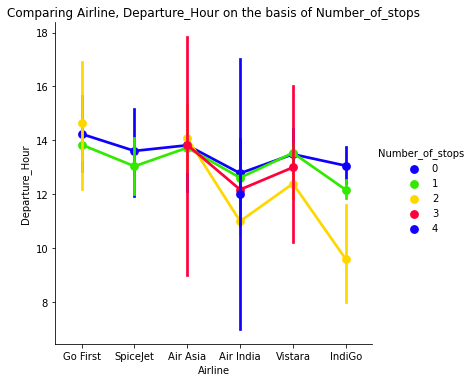 Comparing Airline, Departure_Hour on the basis of Number_of_stops
18
16
14
12
10
8
Departure_Hour
Go First SpiceJet Air Asia Air India Vistara IndiGo
Airline
Number_of_stops
0
1
2
3
4